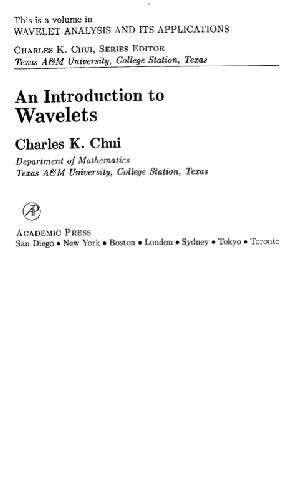 This is a volume in
WAVELET ANALYSIS AND ITS APPLICATIONS
CHARLES K. CHUI, SERIES EDITOR
Texas A&M University, College Station, Texas
An Introduction to
Wavelets
Charles K. Chui
Department of Mathematics
Texas A&M University, College Station, Texas
AP
ACADEMIC PRESS
San Diego • New York • Boston • London • Sydney • Tokyo • Toronto